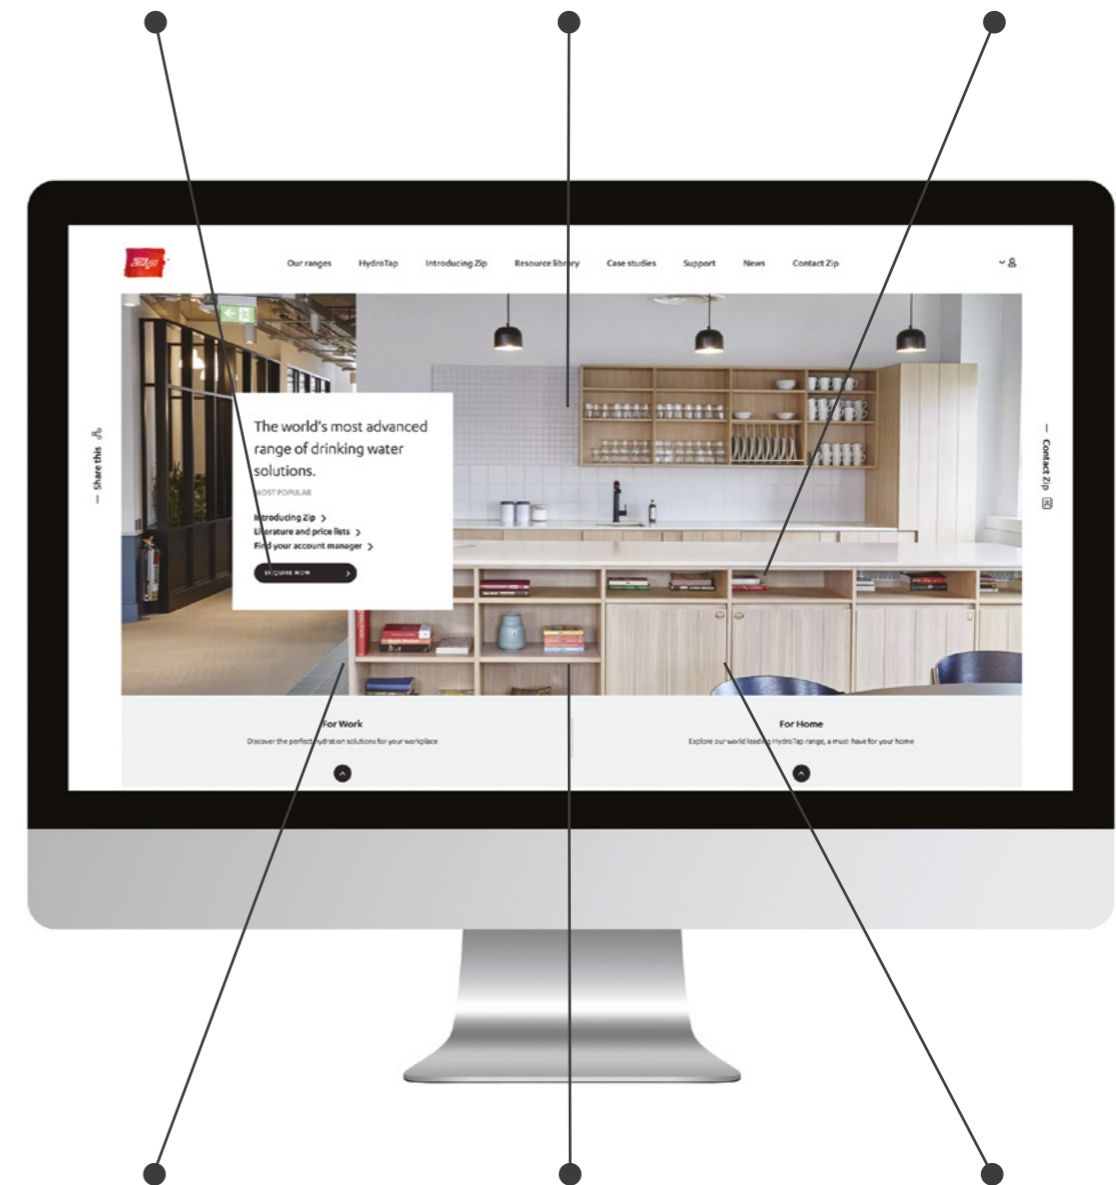 Zip
Our ranges HydroTap Introducing Zip Resource library Case studies Support News Contact Zip
Share this
The world's most advanced
range of drinking water
solutions.
MOST POPULAR
Introducing Zip
Literature and price lists
Find your account manager
ENQUIRE NOW
Contact Zip
For Work
Discover the perfect hydration solutions for your workplace
For Home
Explore our world leading HydroTap range, a must-have for your home